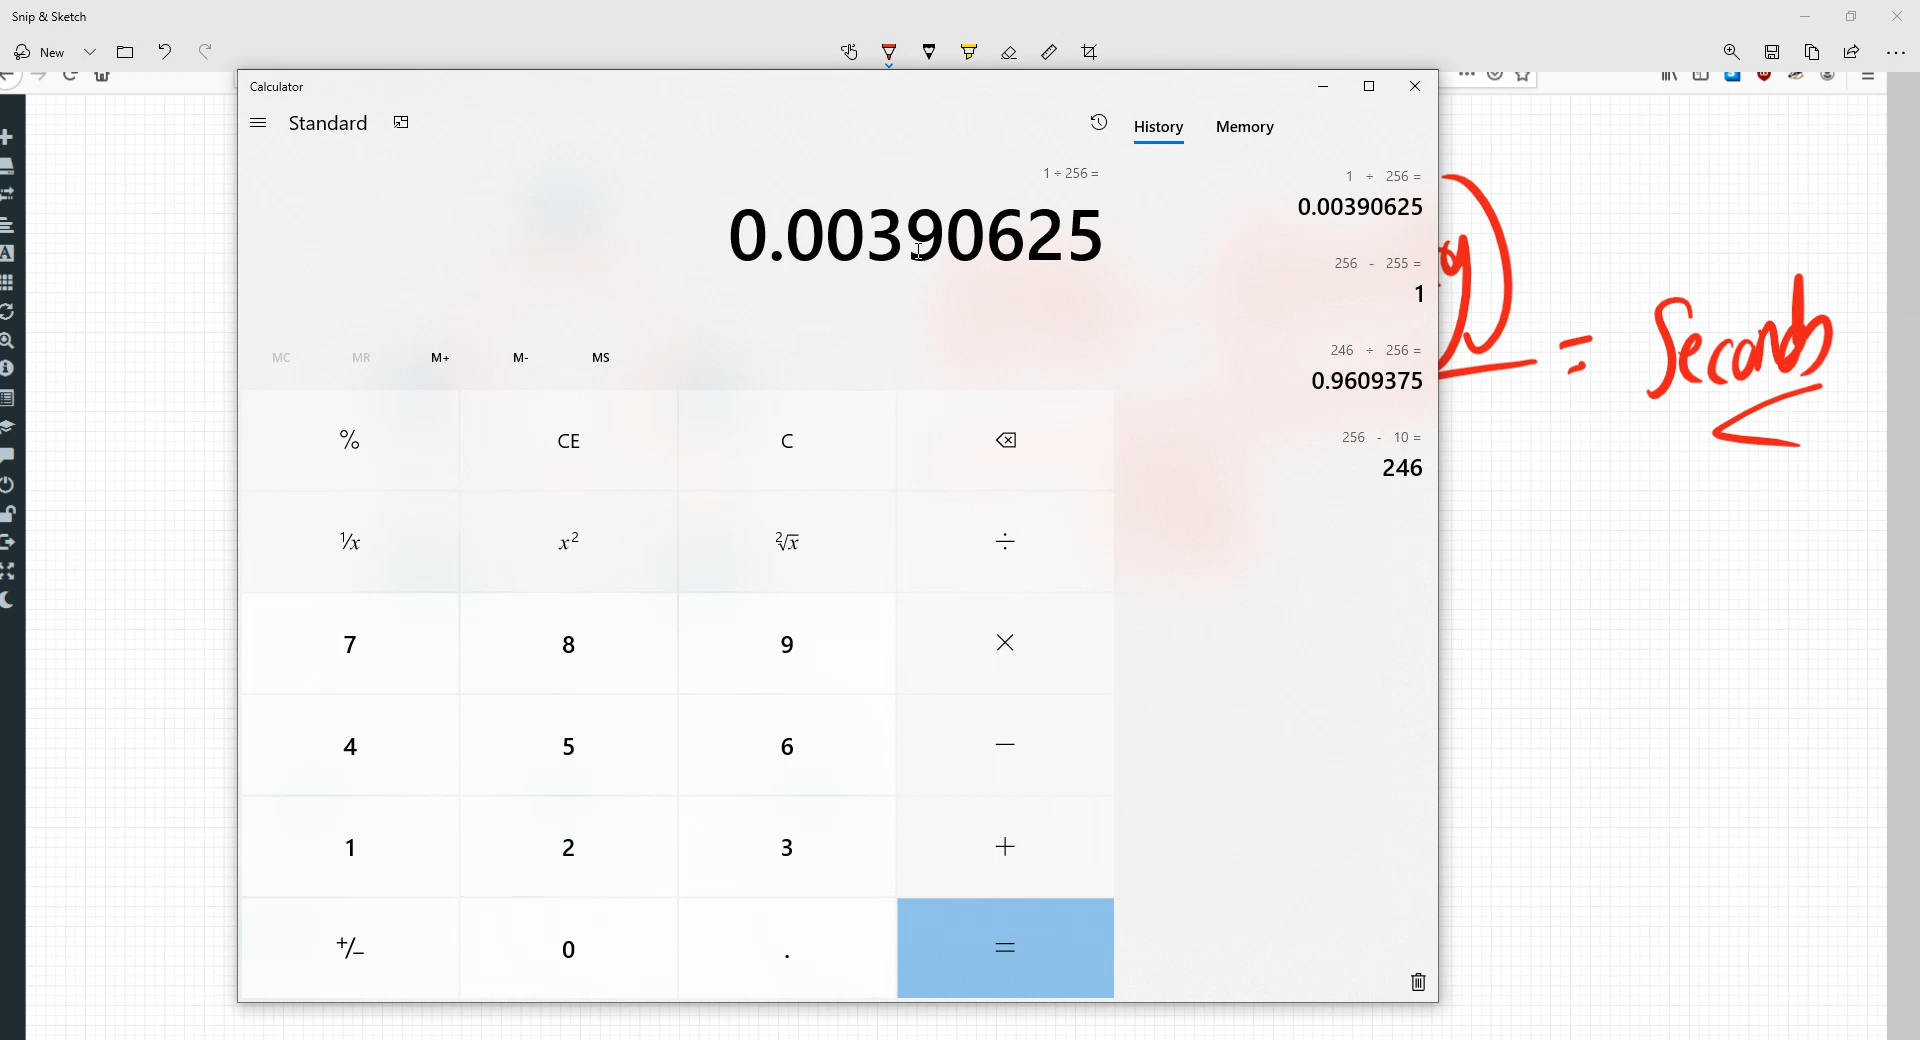 Snip & Sketch
New
Calculator
Standard
History
Memory
1 ÷ 256 =
0.00390625
1 ÷ 256 =
0.00390625
256 - 255 =
1
246 ÷ 256 =
0.9609375
256 - 10 =
246
= Seconds
MC MR M+ M- MS
% CE C
¹/x x² ²√x ÷
7 8 9 ×
4 5 6 −
1 2 3 +
+/− 0 . =